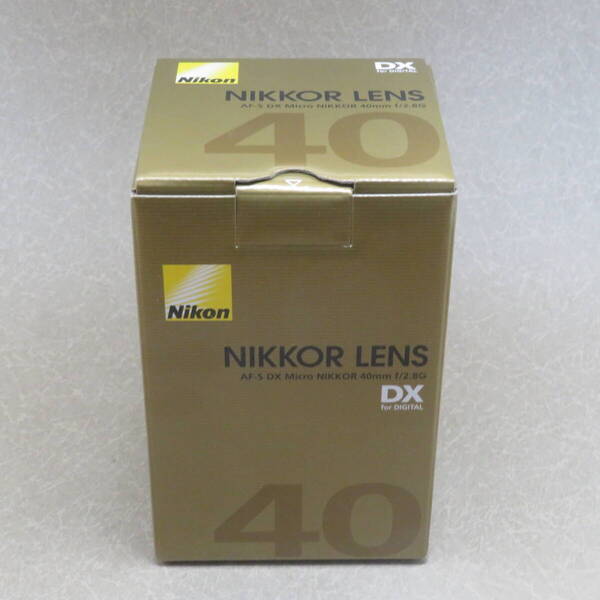 Nikon
DX
for DIGITAL
NIKKOR LENS
AF-S DX Micro NIKKOR 40mm f/2.8G
40
Nikon
NIKKOR LENS
AF-S DX Micro NIKKOR 40mm f/2.8G
DX
for DIGITAL
40